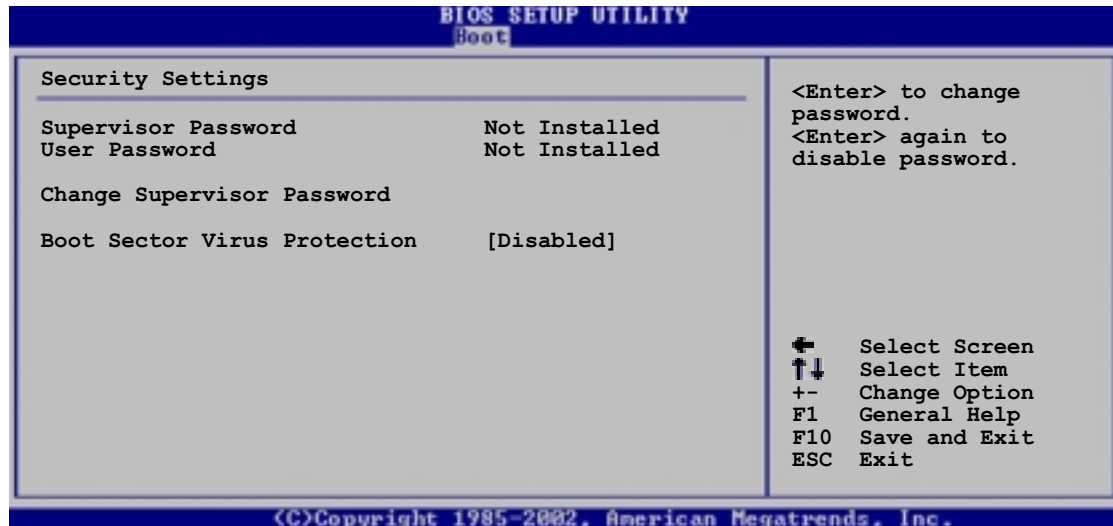 BIOS SETUP UTILITY
Boot
Security Settings
Supervisor Password Not Installed
User Password Not Installed
Change Supervisor Password
Boot Sector Virus Protection [Disabled]
<Enter> to change
password.
<Enter> again to
disable password.
← Select Screen
↑↓ Select Item
+- Change Option
F1 General Help
F10 Save and Exit
ESC Exit
(C)Copyright 1985-2002, American Megatrends, Inc.